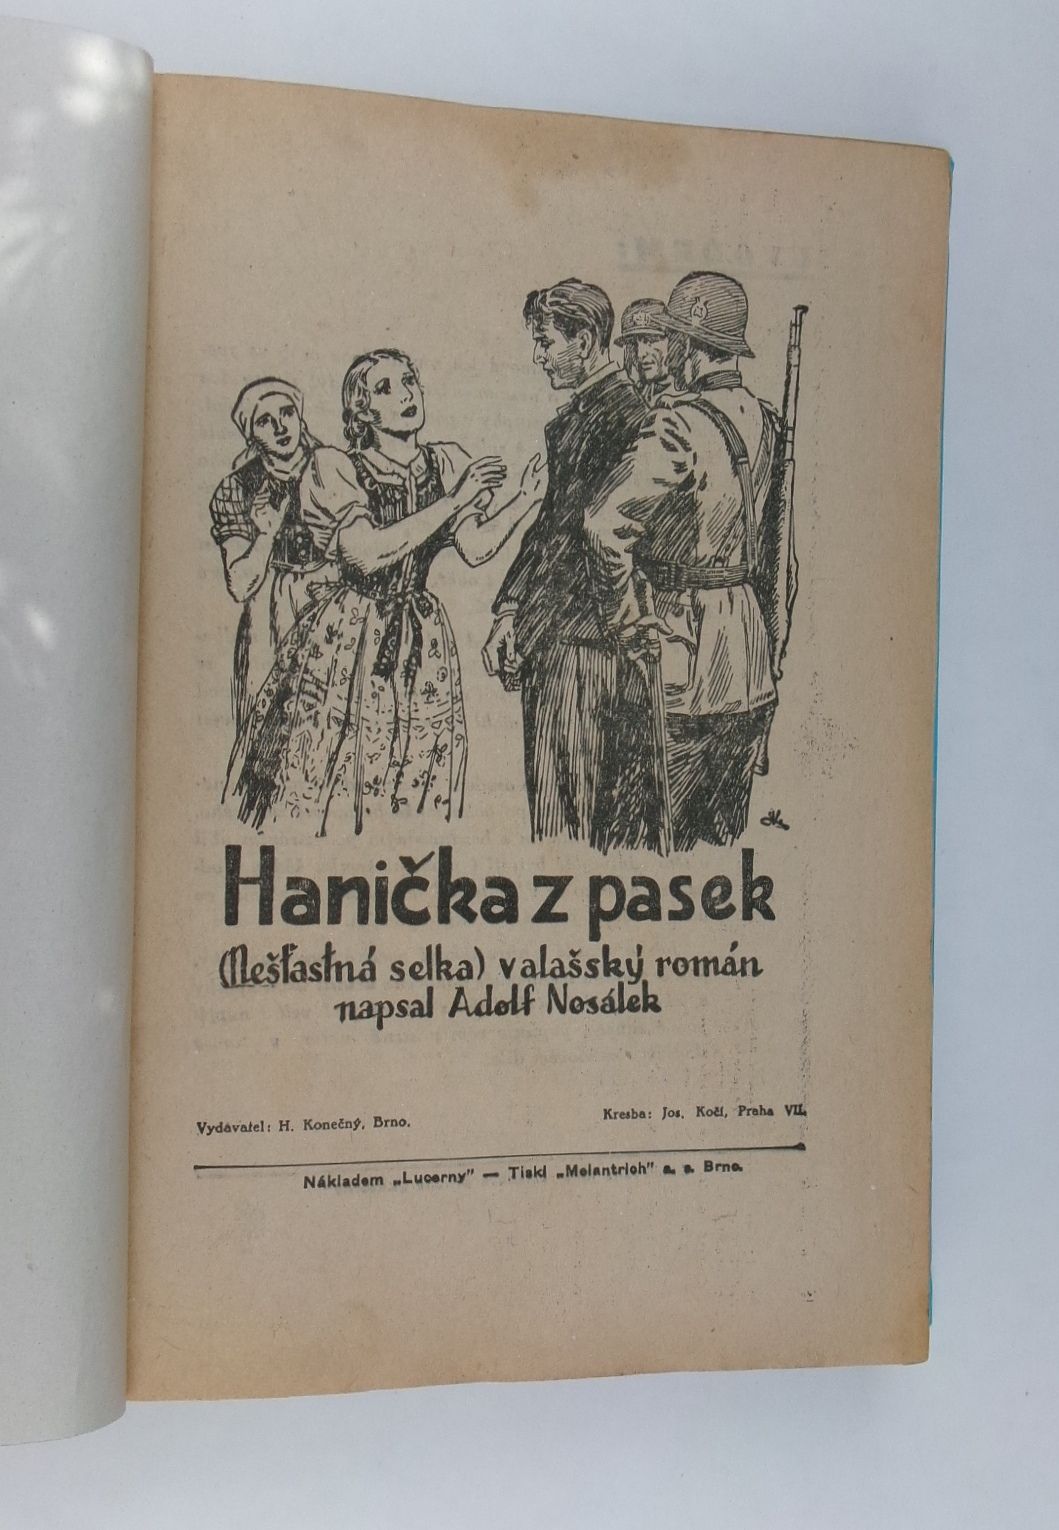 Hanička z pasek
(Nešťastná selka) valašský román
napsal Adolf Nosálek
Vydavatel: H. Konečný, Brno.
Kresba: Jos. Kočí, Praha VII.
Nákladem „Lucerny" — Tiskl „Melantrich" a. s. Brno.